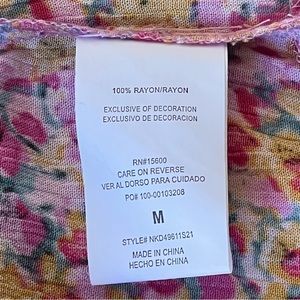 100% RAYON/RAYON
EXCLUSIVE OF DECORATION
EXCLUSIVO DE DECORACION
RN#15600
CARE ON REVERSE
VER AL DORSO PARA CUIDADO
PO# 100-00103208
M
STYLE# NKD49611S21
MADE IN CHINA
HECHO EN CHINA